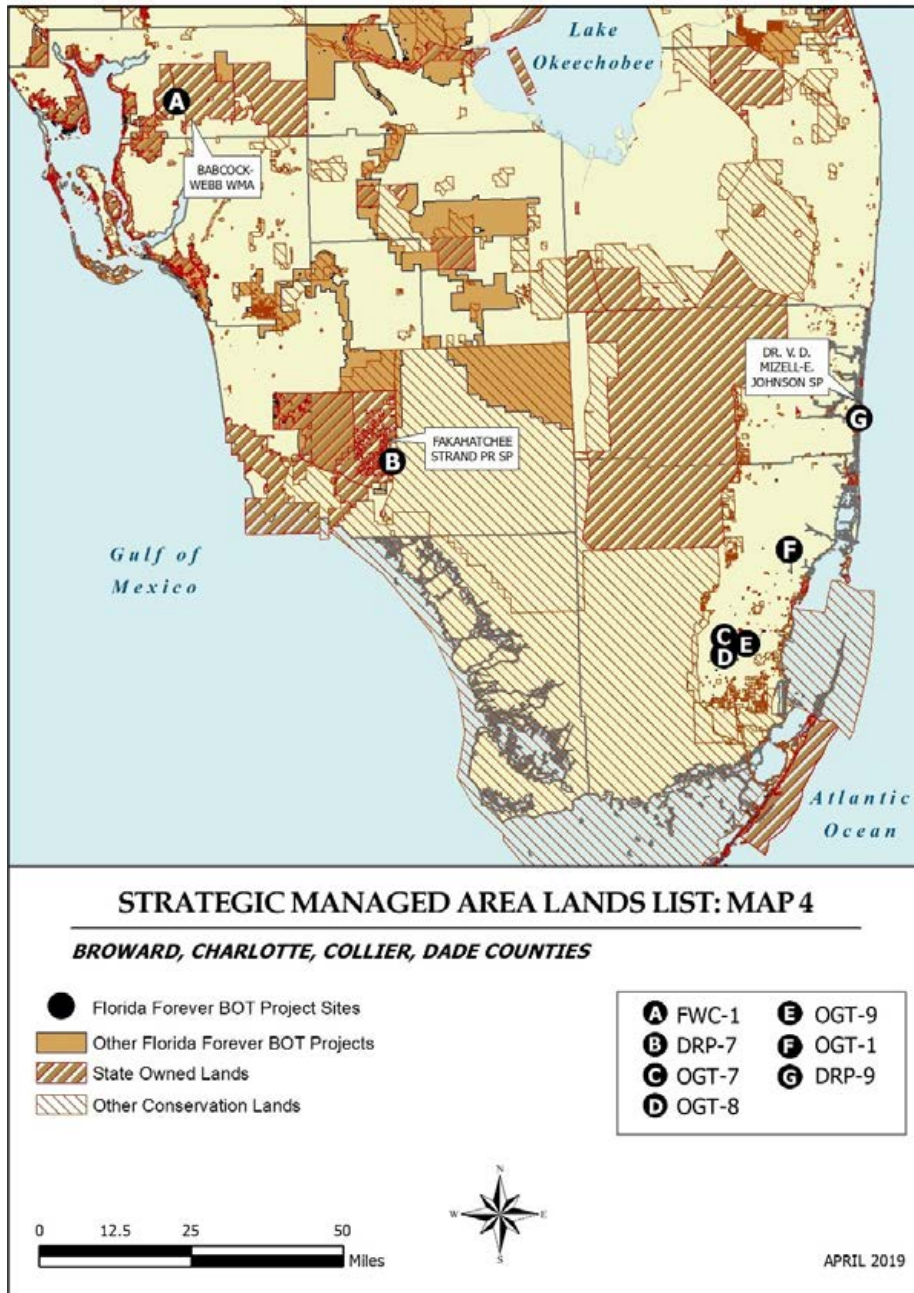 Lake
Okeechobee
A
BABCOCK-
WEBB WMA
DR. V. D.
MIZELL-E.
JOHNSON SP
G
FAKAHATCHEE
STRAND PR SP
B
Gulf of
Mexico
F
C
E
D
Atlantic
Ocean
STRATEGIC MANAGED AREA LANDS LIST: MAP 4
BROWARD, CHARLOTTE, COLLIER, DADE COUNTIES
Florida Forever BOT Project Sites
Other Florida Forever BOT Projects
State Owned Lands
Other Conservation Lands
A FWC-1
B DRP-7
C OGT-7
D OGT-8
E OGT-9
F OGT-1
G DRP-9
N
W E
S
0 12.5 25 50
Miles
APRIL 2019